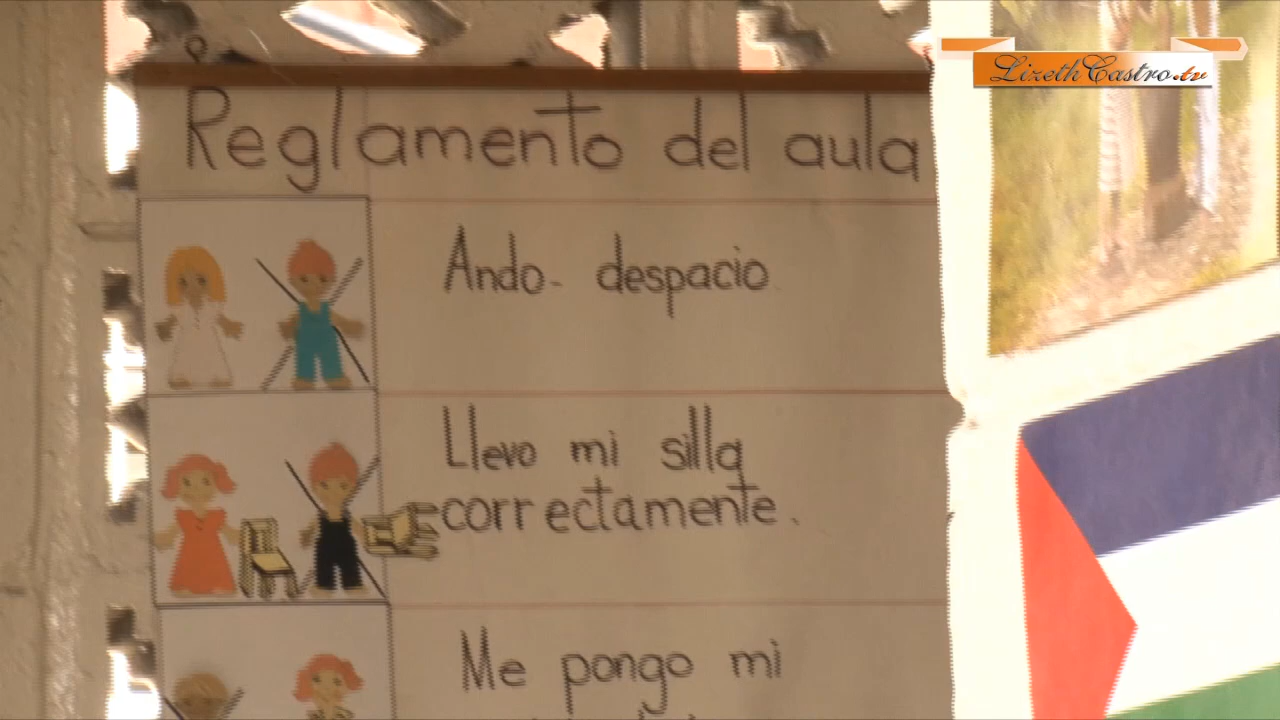 LizethCastro.tv
Reglamento del aula
Ando- despacio
Llevo mi silla
correctamente.
Me pongo mi